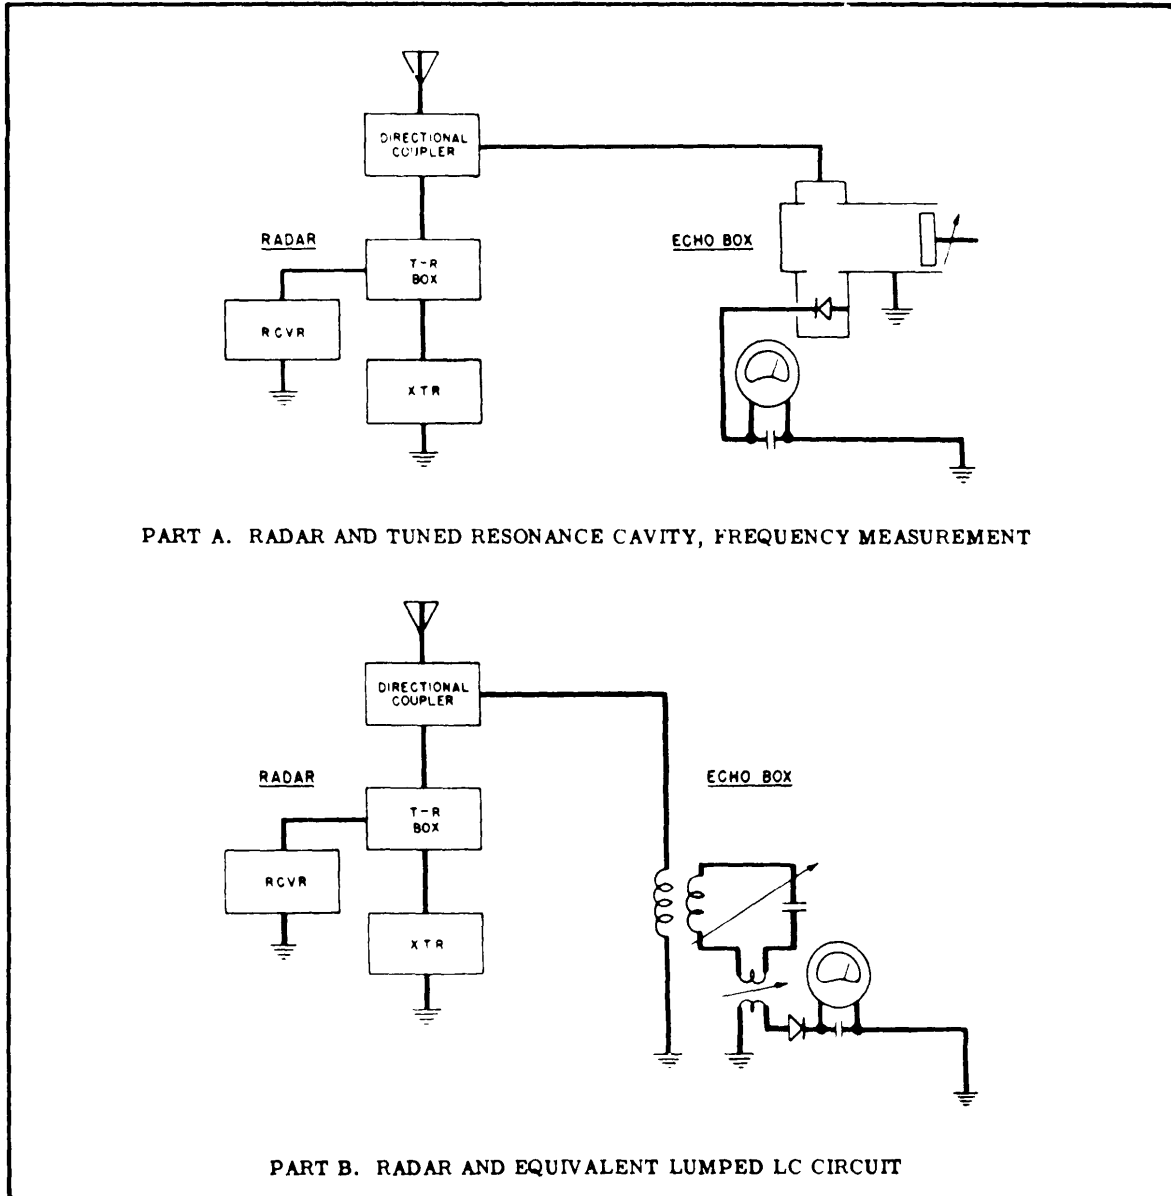 DIRECTIONAL
COUPLER
RADAR
ECHO BOX
T-R
BOX
RCVR
XTR
PART A. RADAR AND TUNED RESONANCE CAVITY, FREQUENCY MEASUREMENT
DIRECTIONAL
COUPLER
RADAR
ECHO BOX
T-R
BOX
RCVR
XTR
PART B. RADAR AND EQUIVALENT LUMPED LC CIRCUIT